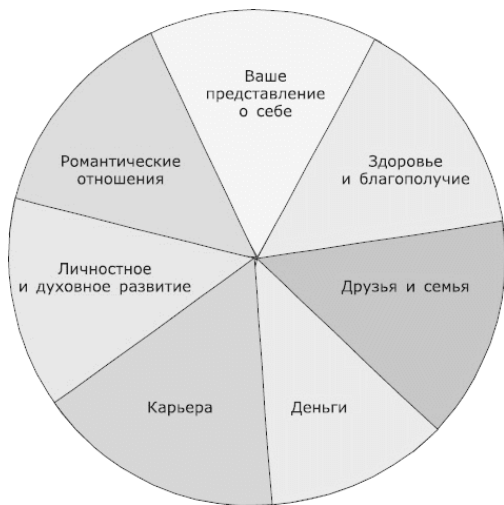 Ваше
представление
о себе
Здоровье
и благополучие
Друзья и семья
Деньги
Карьера
Личностное
и духовное развитие
Романтические
отношения